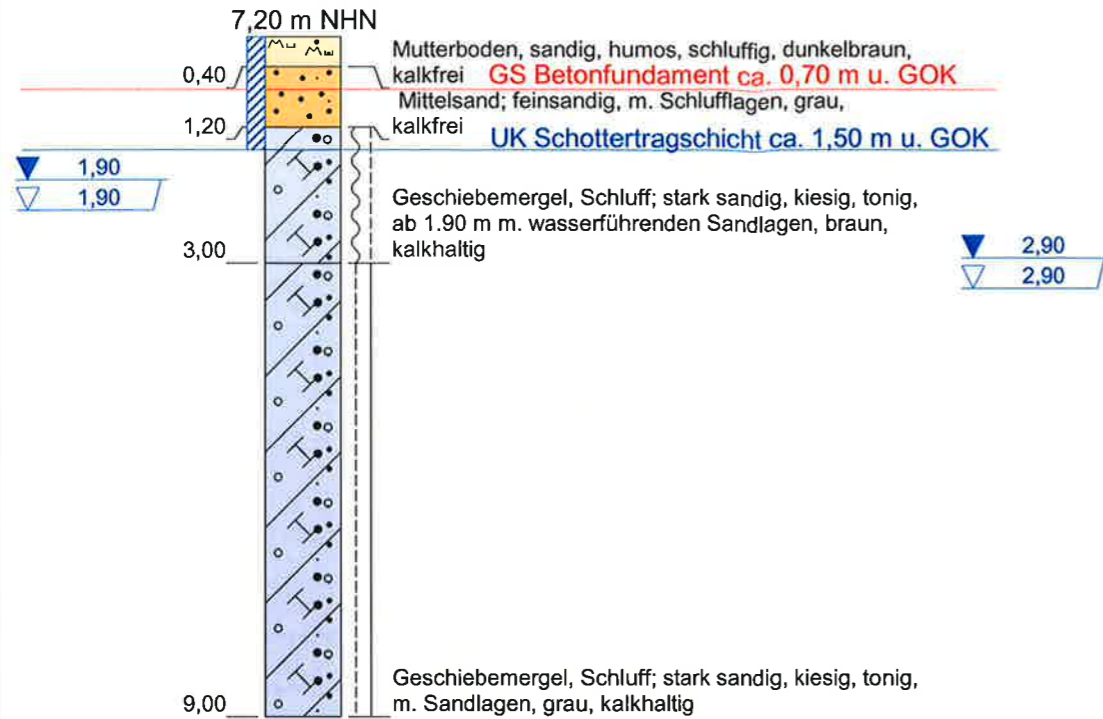 7,20 m NHN
Mutterboden, sandig, humos, schluffig, dunkelbraun,
0,40
kalkfrei
GS Betonfundament ca. 0,70 m u. GOK
Mittelsand; feinsandig, m. Schlufflagen, grau,
1,20
kalkfrei
UK Schottertragschicht ca. 1,50 m u. GOK
1,90
1,90
Geschiebemergel, Schluff; stark sandig, kiesig, tonig,
ab 1.90 m m. wasserführenden Sandlagen, braun,
kalkhaltig
3,00
2,90
2,90
Geschiebemergel, Schluff; stark sandig, kiesig, tonig,
m. Sandlagen, grau, kalkhaltig
9,00